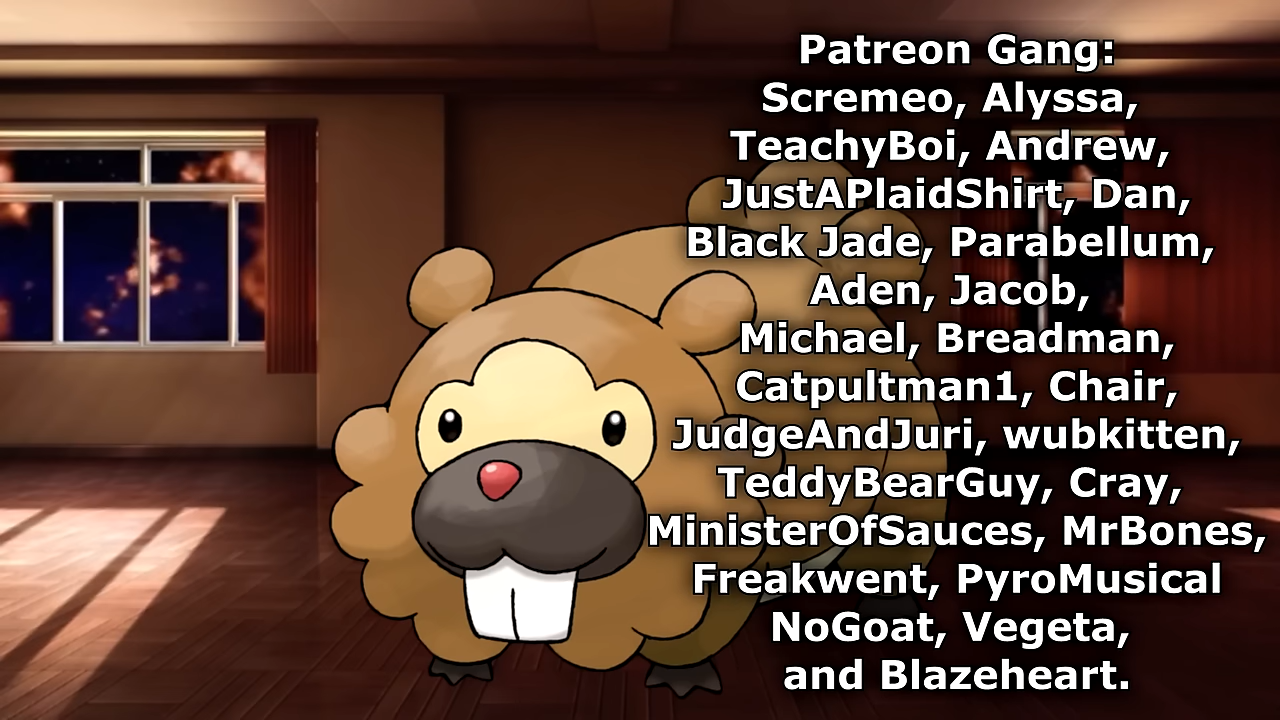 Patreon Gang:
Scremeo, Alyssa,
TeachyBoi, Andrew,
JustAPlaidShirt, Dan,
Black Jade, Parabellum,
Aden, Jacob,
Michael, Breadman,
Catpultman1, Chair,
JudgeAndJuri, wubkitten,
TeddyBearGuy, Cray,
MinisterOfSauces, MrBones,
Freakwent, PyroMusical
NoGoat, Vegeta,
and Blazeheart.